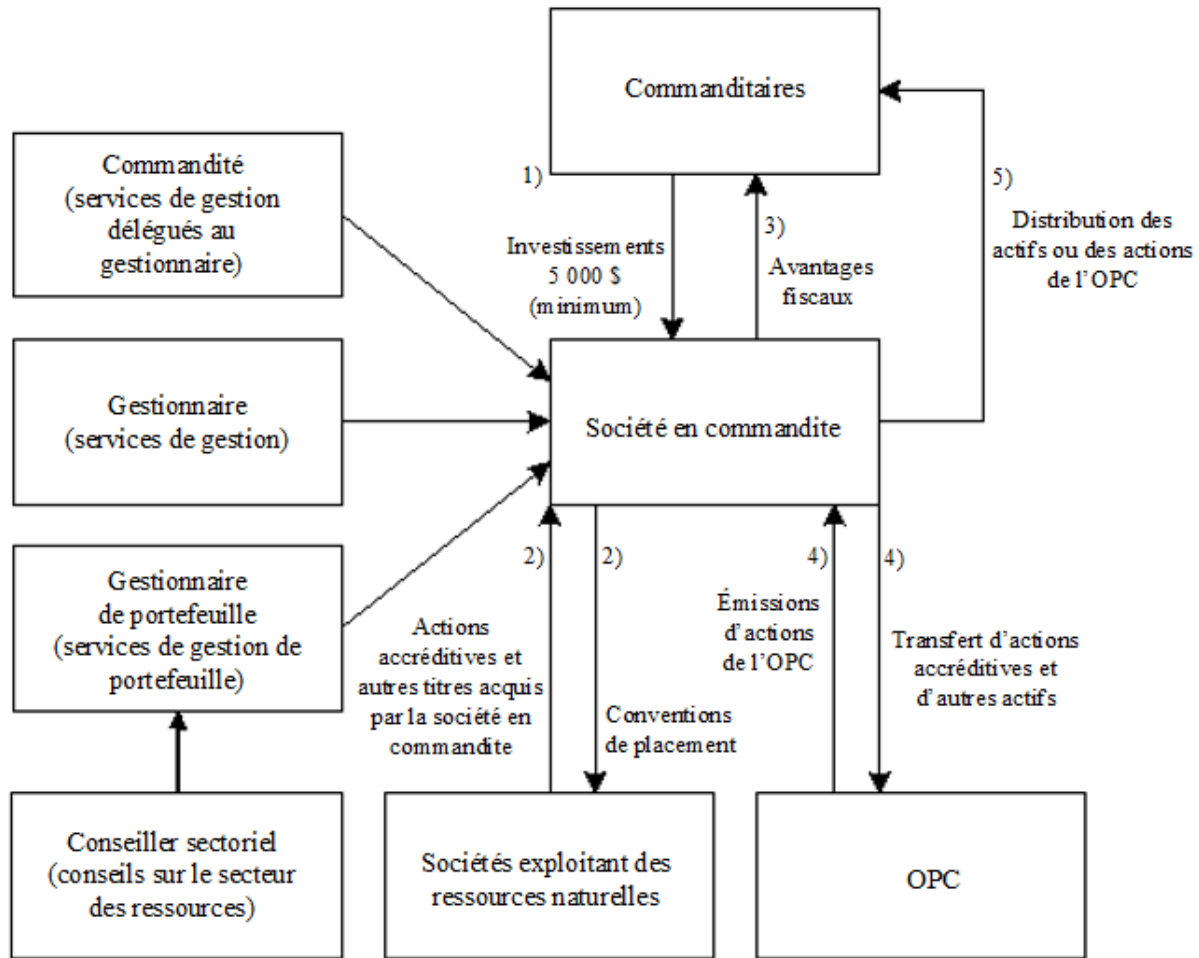 Commanditaires
Commandité
(services de gestion
délégués au
gestionnaire)
1)
Investissements
5 000 $
(minimum)
3)
Avantages
fiscaux
5)
Distribution des
actifs ou des actions
de l’OPC
Gestionnaire
(services de gestion)
Société en commandite
Gestionnaire
de portefeuille
(services de gestion de
portefeuille)
2)
Actions
accréditives et
autres titres acquis
par la société en
commandite
2)
Conventions
de placement
4)
Émissions
d’actions
de l’OPC
4)
Transfert d’actions
accréditives et
d’autres actifs
Conseiller sectoriel
(conseils sur le secteur
des ressources)
Sociétés exploitant des
ressources naturelles
OPC